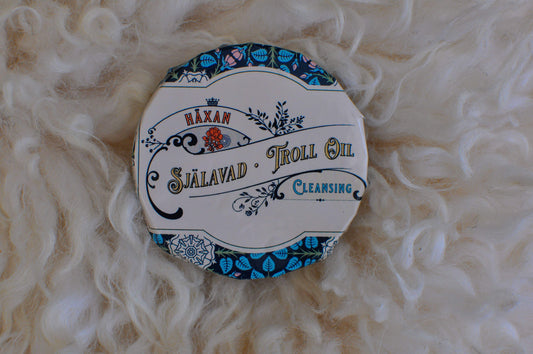 HÄXAN
SJÄLAVAD · TROLL OIL
CLEANSING